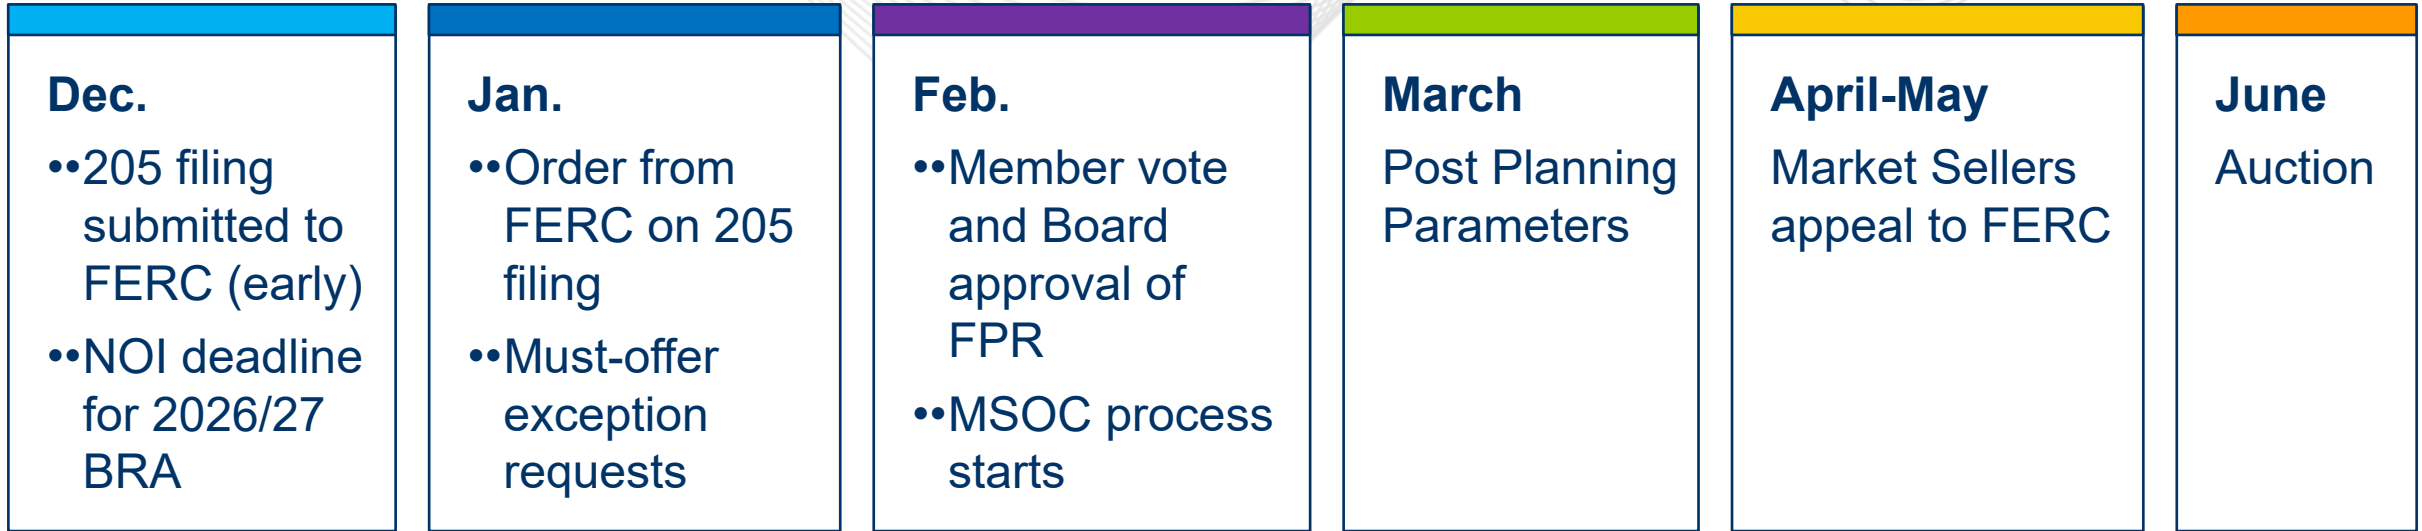 Dec.
••205 filing
submitted to
FERC (early)
••NOI deadline
for 2026/27
BRA
Jan.
••Order from
FERC on 205
filing
••Must-offer
exception
requests
Feb.
••Member vote
and Board
approval of
FPR
••MSOC process
starts
March
Post Planning
Parameters
April-May
Market Sellers
appeal to FERC
June
Auction